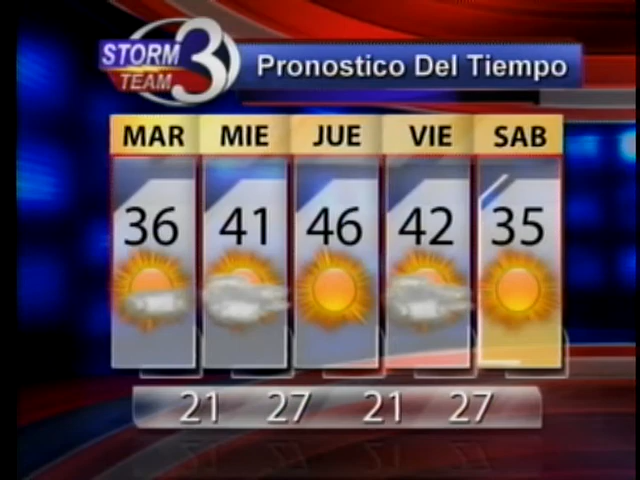 STORM 3
TEAM
Pronostico Del Tiempo
MAR MIE JUE VIE SAB
36 41 46 42 35
21 27 21 27